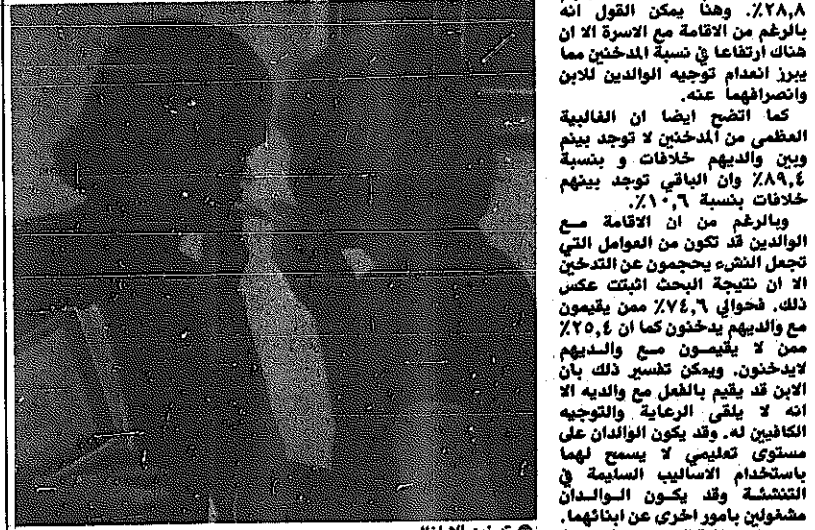 ٢٨,٨٪. وهنا يمكن القول انه
بالرغم من الاقامة مع الاسرة الا ان
هناك ارتفاعا في نسبة المدخنين مما
يبرز انعدام توجيه الوالدين للابن
وانصرافهما عنه.
كما اتضح ايضا ان الغالبية
العظمى من المدخنين لا توجد بينم
وبين والديهم خلافات و بنسبة
٨٩,٤٪ وان الباقي توجد بينهم
خلافات بنسبة ١٠,٦٪.
وبالرغم من ان الاقامة مع
الوالدين قد تكون من العوامل التي
تجعل النشء يحجمون عن التدخين
الا ان نتيجة البحث اثبتت عكس
ذلك. فحوالي ٧٤,٦٪ ممن يقيمون
مع والديهم يدخنون كما ان ٢٥,٤٪
ممن لا يقيمون مع والديهم
لايدخنون. ويمكن تفسير ذلك بان
الابن قد يقيم بالفعل مع والديه الا
انه لا يلقى الرعاية والتوجيه
الكافيين له. وقد يكون الوالدان على
مستوى تعليمي لا يسمح لهما
باستخدام الاساليب السليمة في
التنشئة وقد يكون الوالدان
مشغولين بامور اخرى عن ابنائهما.